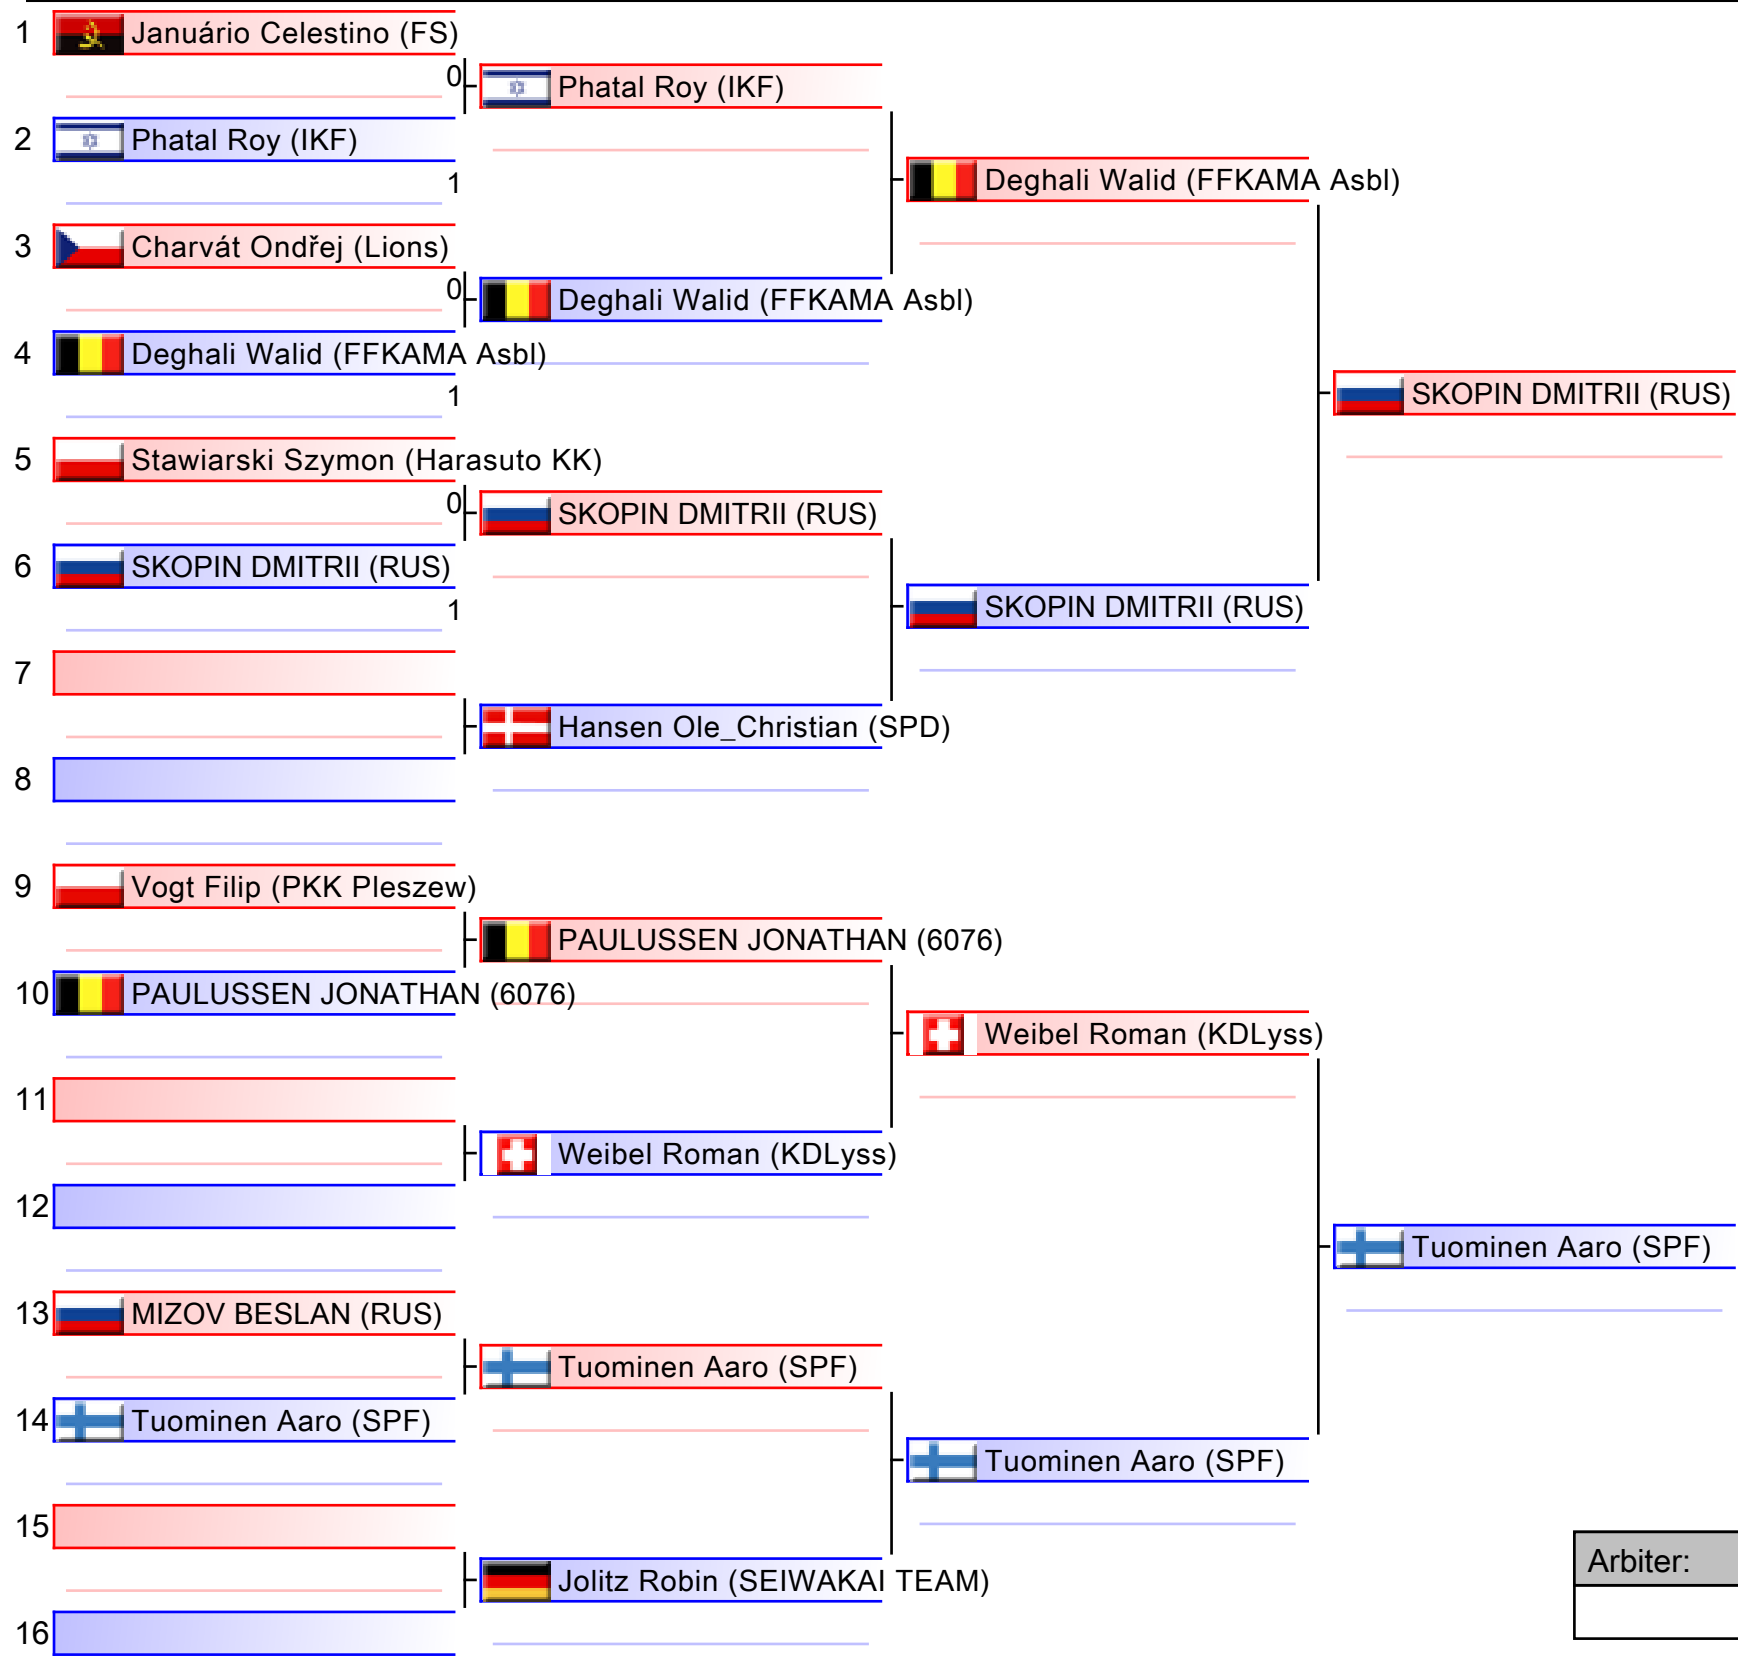 1 Januário Celestino (FS)
0 Phatal Roy (IKF)
2 Phatal Roy (IKF)
1
Deghali Walid (FFKAMA Asbl)
3 Charvát Ondřej (Lions)
0 Deghali Walid (FFKAMA Asbl)
4 Deghali Walid (FFKAMA Asbl)
1
SKOPIN DMITRII (RUS)
5 Stawiarski Szymon (Harasuto KK)
0 SKOPIN DMITRII (RUS)
6 SKOPIN DMITRII (RUS)
1
SKOPIN DMITRII (RUS)
7
Hansen Ole_Christian (SPD)
8
9 Vogt Filip (PKK Pleszew)
PAULUSSEN JONATHAN (6076)
10 PAULUSSEN JONATHAN (6076)
Weibel Roman (KDLyss)
11
Weibel Roman (KDLyss)
12
Tuominen Aaro (SPF)
13 MIZOV BESLAN (RUS)
Tuominen Aaro (SPF)
14 Tuominen Aaro (SPF)
Tuominen Aaro (SPF)
15
Arbiter:
Jolitz Robin (SEIWAKAI TEAM)
16